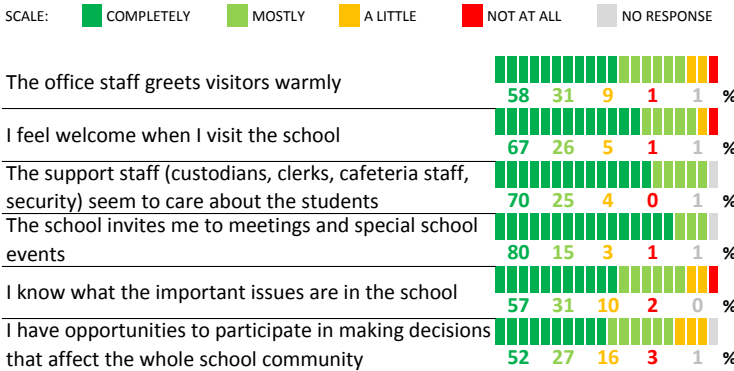 SCALE: COMPLETELY MOSTLY A LITTLE NOT AT ALL NO RESPONSE
The office staff greets visitors warmly
58 31 9 1 1 %
I feel welcome when I visit the school
67 26 5 1 1 %
The support staff (custodians, clerks, cafeteria staff,
security) seem to care about the students
70 25 4 0 1 %
The school invites me to meetings and special school
events
80 15 3 1 1 %
I know what the important issues are in the school
57 31 10 2 0 %
I have opportunities to participate in making decisions
that affect the whole school community
52 27 16 3 1 %